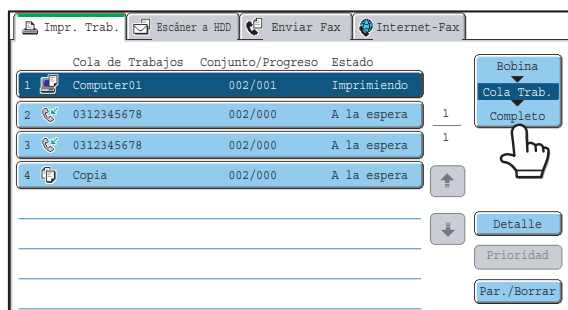 Impr. Trab. Escáner a HDD Enviar Fax Internet-Fax
Cola de Trabajos Conjunto/Progreso Estado
1 Computer01 002/001 Imprimiendo
2 0312345678 002/000 A la espera
3 0312345678 002/000 A la espera
4 Copia 002/000 A la espera
1
1
Bobina
Cola Trab.
Completo
Detalle
Prioridad
Par./Borrar